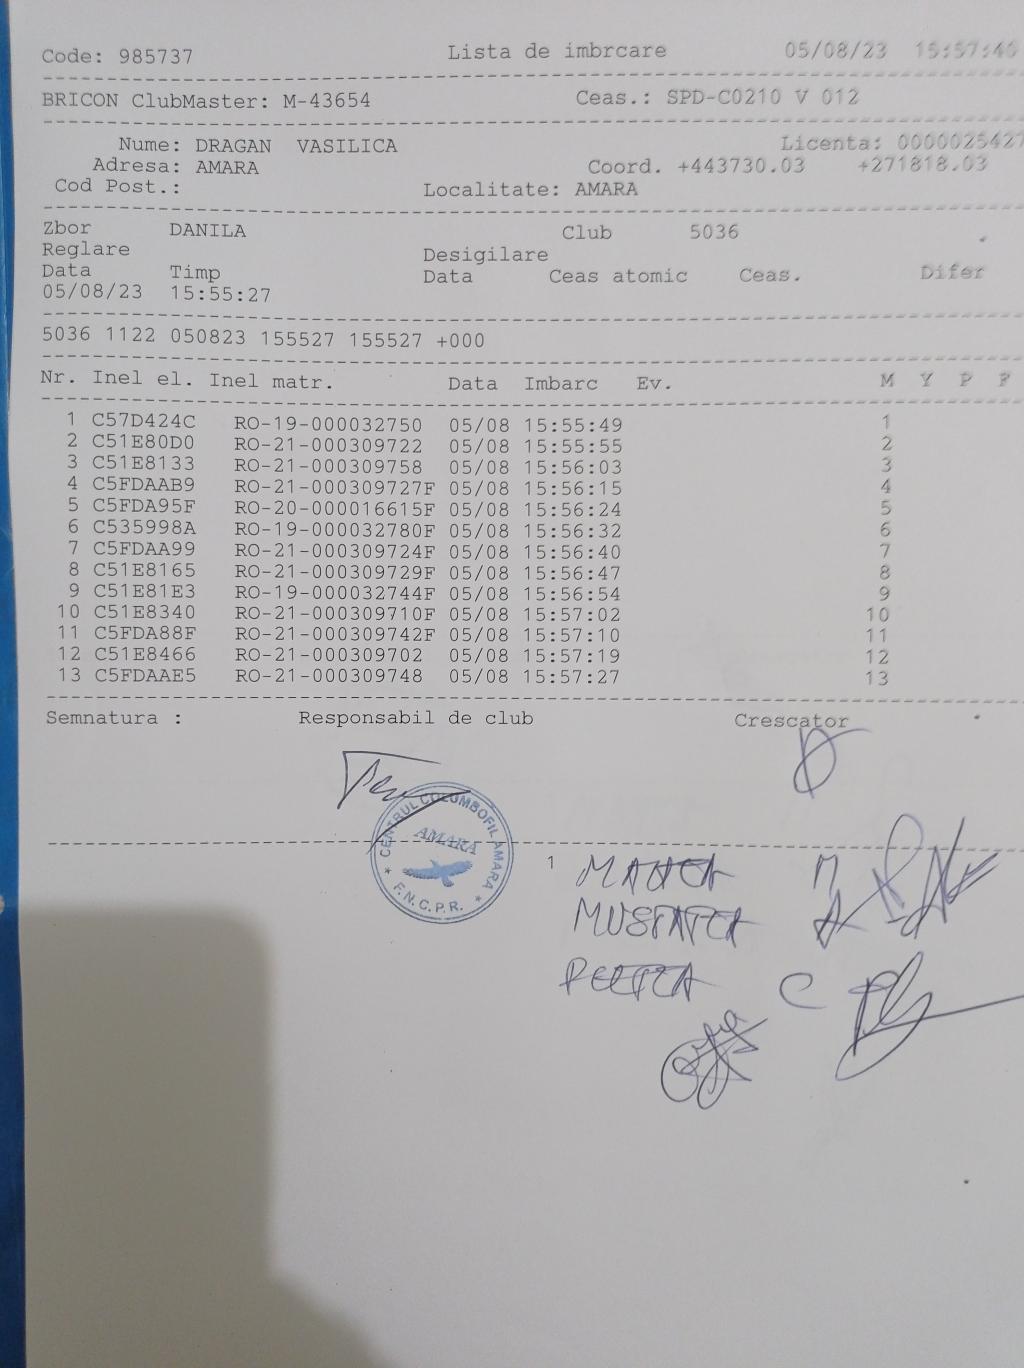 Code: 985737 Lista de imbrcare 05/08/23 15:57:40
BRICON ClubMaster: M-43654 Ceas.: SPD-C0210 V 012
Nume: DRAGAN VASILICA Licenta: 0000025427
Adresa: AMARA Coord. +443730.03 +271818.03
Cod Post.: Localitate: AMARA
Zbor DANILA Club 5036
Reglare Desigilare
Data Timp Data Ceas atomic Ceas. Difer
05/08/23 15:55:27
5036 1122 050823 155527 155527 +000
Nr. Inel el. Inel matr. Data Imbarc Ev. M Y P F
1 C57D424C RO-19-000032750 05/08 15:55:49 1
2 C51E80D0 RO-21-000309722 05/08 15:55:55 2
3 C51E8133 RO-21-000309758 05/08 15:56:03 3
4 C5FDAAB9 RO-21-000309727F 05/08 15:56:15 4
5 C5FDA95F RO-20-000016615F 05/08 15:56:24 5
6 C535998A RO-19-000032780F 05/08 15:56:32 6
7 C5FDAA99 RO-21-000309724F 05/08 15:56:40 7
8 C51E8165 RO-21-000309729F 05/08 15:56:47 8
9 C51E81E3 RO-19-000032744F 05/08 15:56:54 9
10 C51E8340 RO-21-000309710F 05/08 15:57:02 10
11 C5FDA88F RO-21-000309742F 05/08 15:57:10 11
12 C51E8466 RO-21-000309702 05/08 15:57:19 12
13 C5FDAAE5 RO-21-000309748 05/08 15:57:27 13
Semnatura : Responsabil de club Crescator
CENTRUL COLUMBOFIL AMARA
AMARA
F.N.C.P.R.
1